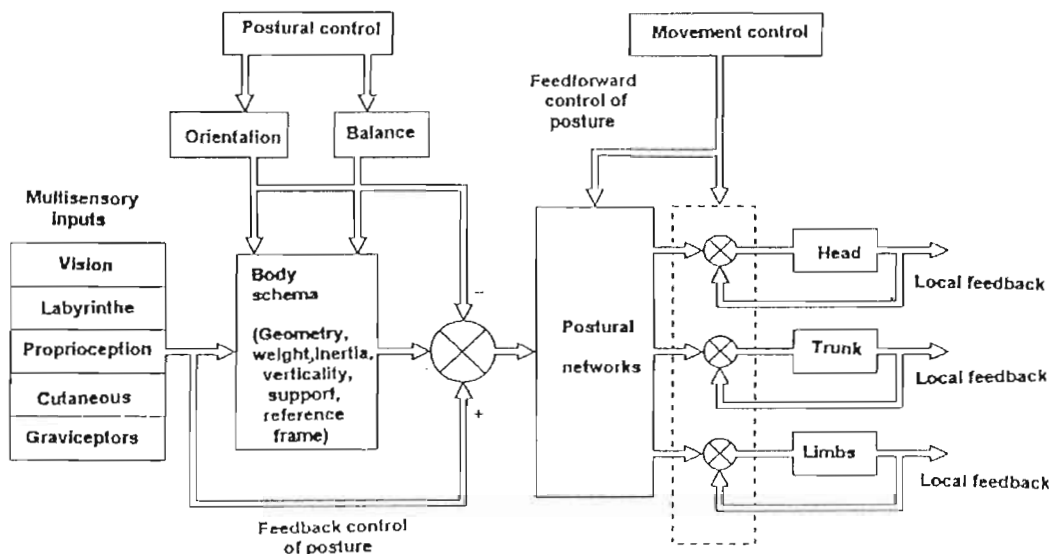 Postural control
Movement control
Feedforward
control of
posture
Orientation
Balance
Multisensory
inputs
Vision
Labyrinthe
Proprioception
Cutaneous
Graviceptors
Body
schema
(Geometry,
weight,inertia,
verticality,
support,
reference
frame)
−
+
Feedback control
of posture
Postural
networks
Head
Local feedback
Trunk
Local feedback
Limbs
Local feedback